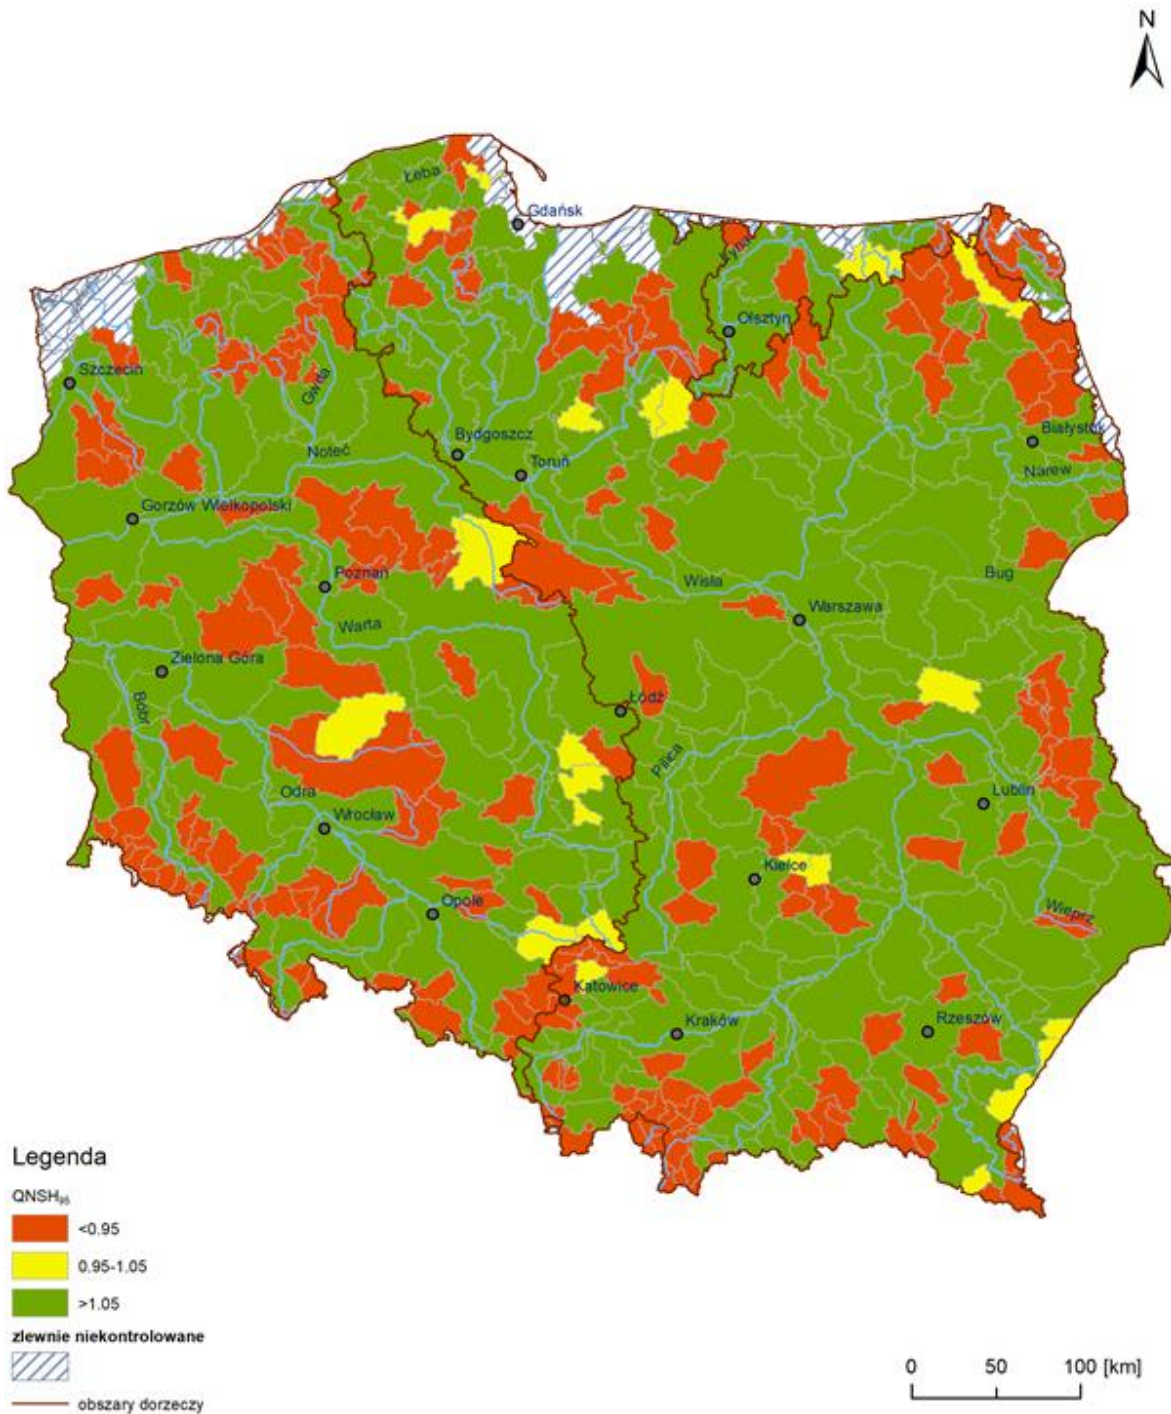 N
Łeba
Gdańsk
Łyna
Olsztyn
Szczecin
Gwda
Bydgoszcz
Białystok
Noteć
Toruń
Narew
Gorzów Wielkopolski
Poznań
Wisła
Bug
Warszawa
Warta
Zielona Góra
Bóbr
Łódź
Pilica
Odra
Lublin
Wrocław
Kielce
Opole
Wieprz
Katowice
Kraków
Rzeszów
Legenda
QNSH95
<0.95
0.95-1.05
>1.05
zlewnie niekontrolowane
obszary dorzeczy
0 50 100 [km]